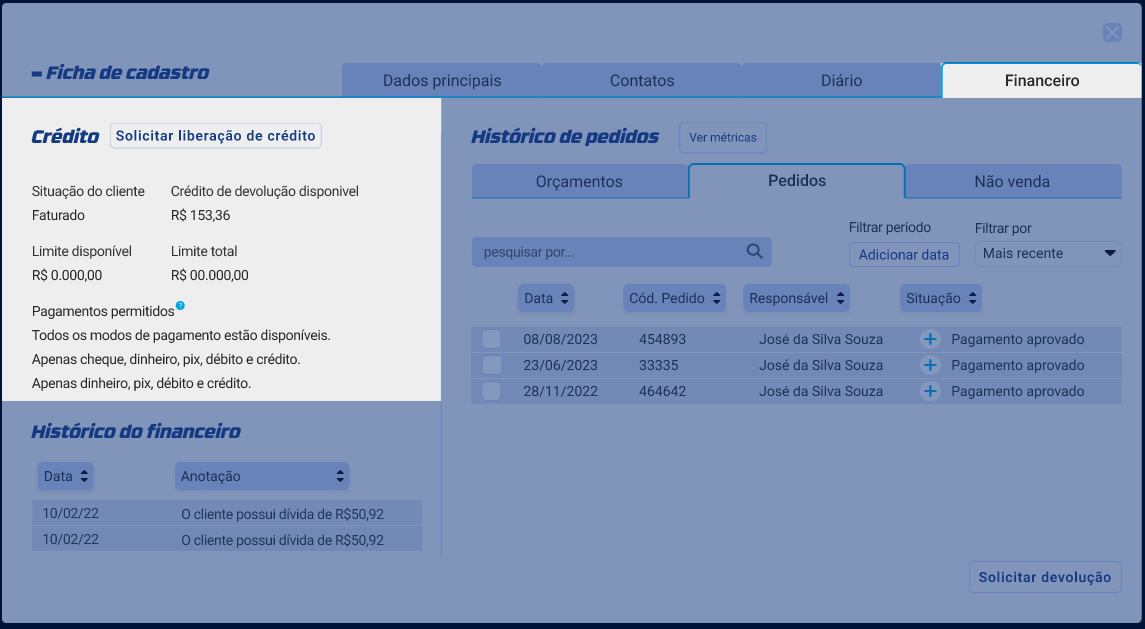 Ficha de cadastro
Dados principais
Contatos
Diário
Financeiro
Crédito
Solicitar liberação de crédito
Situação do cliente
Crédito de devolução disponivel
Faturado
R$ 153,36
Limite disponível
Limite total
R$ 0.000,00
R$ 00.000,00
Pagamentos permitidos ?
Todos os modos de pagamento estão disponíveis.
Apenas cheque, dinheiro, pix, débito e crédito.
Apenas dinheiro, pix, débito e crédito.
Histórico do financeiro
Data
Anotação
10/02/22
O cliente possui dívida de R$50,92
10/02/22
O cliente possui dívida de R$50,92
Histórico de pedidos
Ver métricas
Orçamentos
Pedidos
Não venda
pesquisar por...
Filtrar período
Adicionar data
Filtrar por
Mais recente
Data
Cód. Pedido
Responsável
Situação
08/08/2023
454893
José da Silva Souza
Pagamento aprovado
23/06/2023
33335
José da Silva Souza
Pagamento aprovado
28/11/2022
464642
José da Silva Souza
Pagamento aprovado
Solicitar devolução